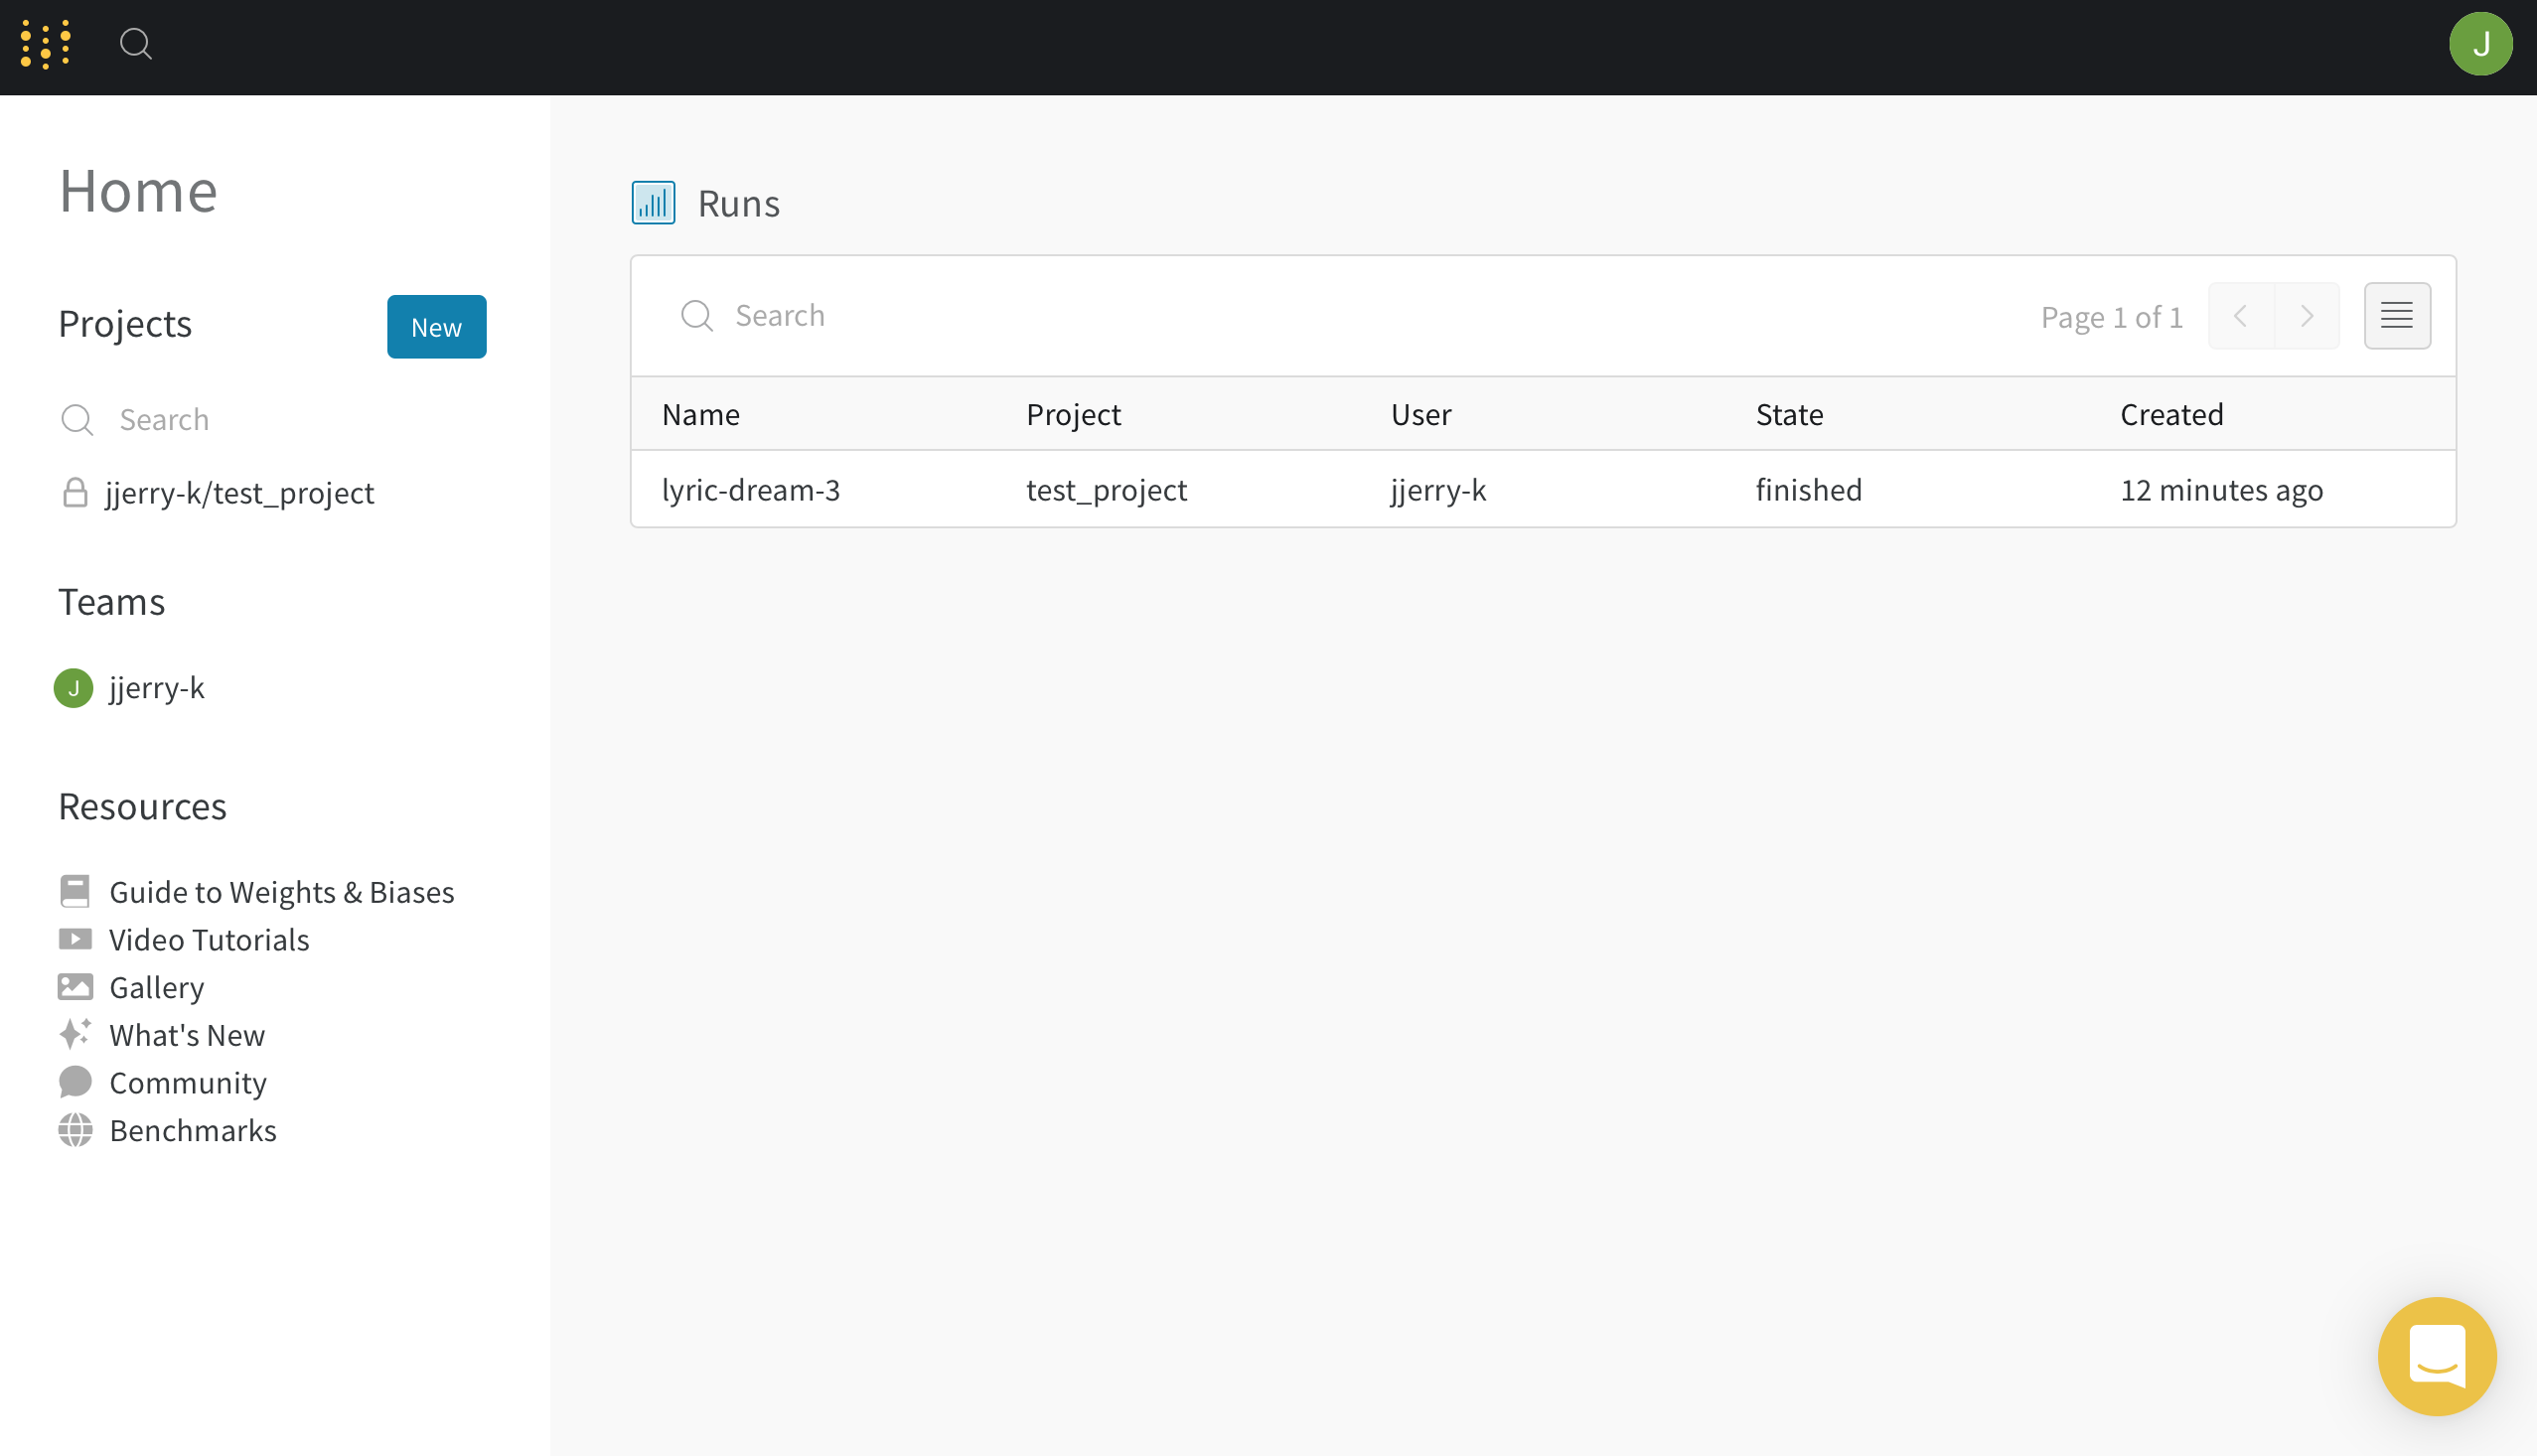 J
Home
Projects
New
Search
jjerry-k/test_project
Teams
J jjerry-k
Resources
Guide to Weights & Biases
Video Tutorials
Gallery
What's New
Community
Benchmarks
Runs
Search Page 1 of 1
Name Project User State Created
lyric-dream-3 test_project jjerry-k finished 12 minutes ago